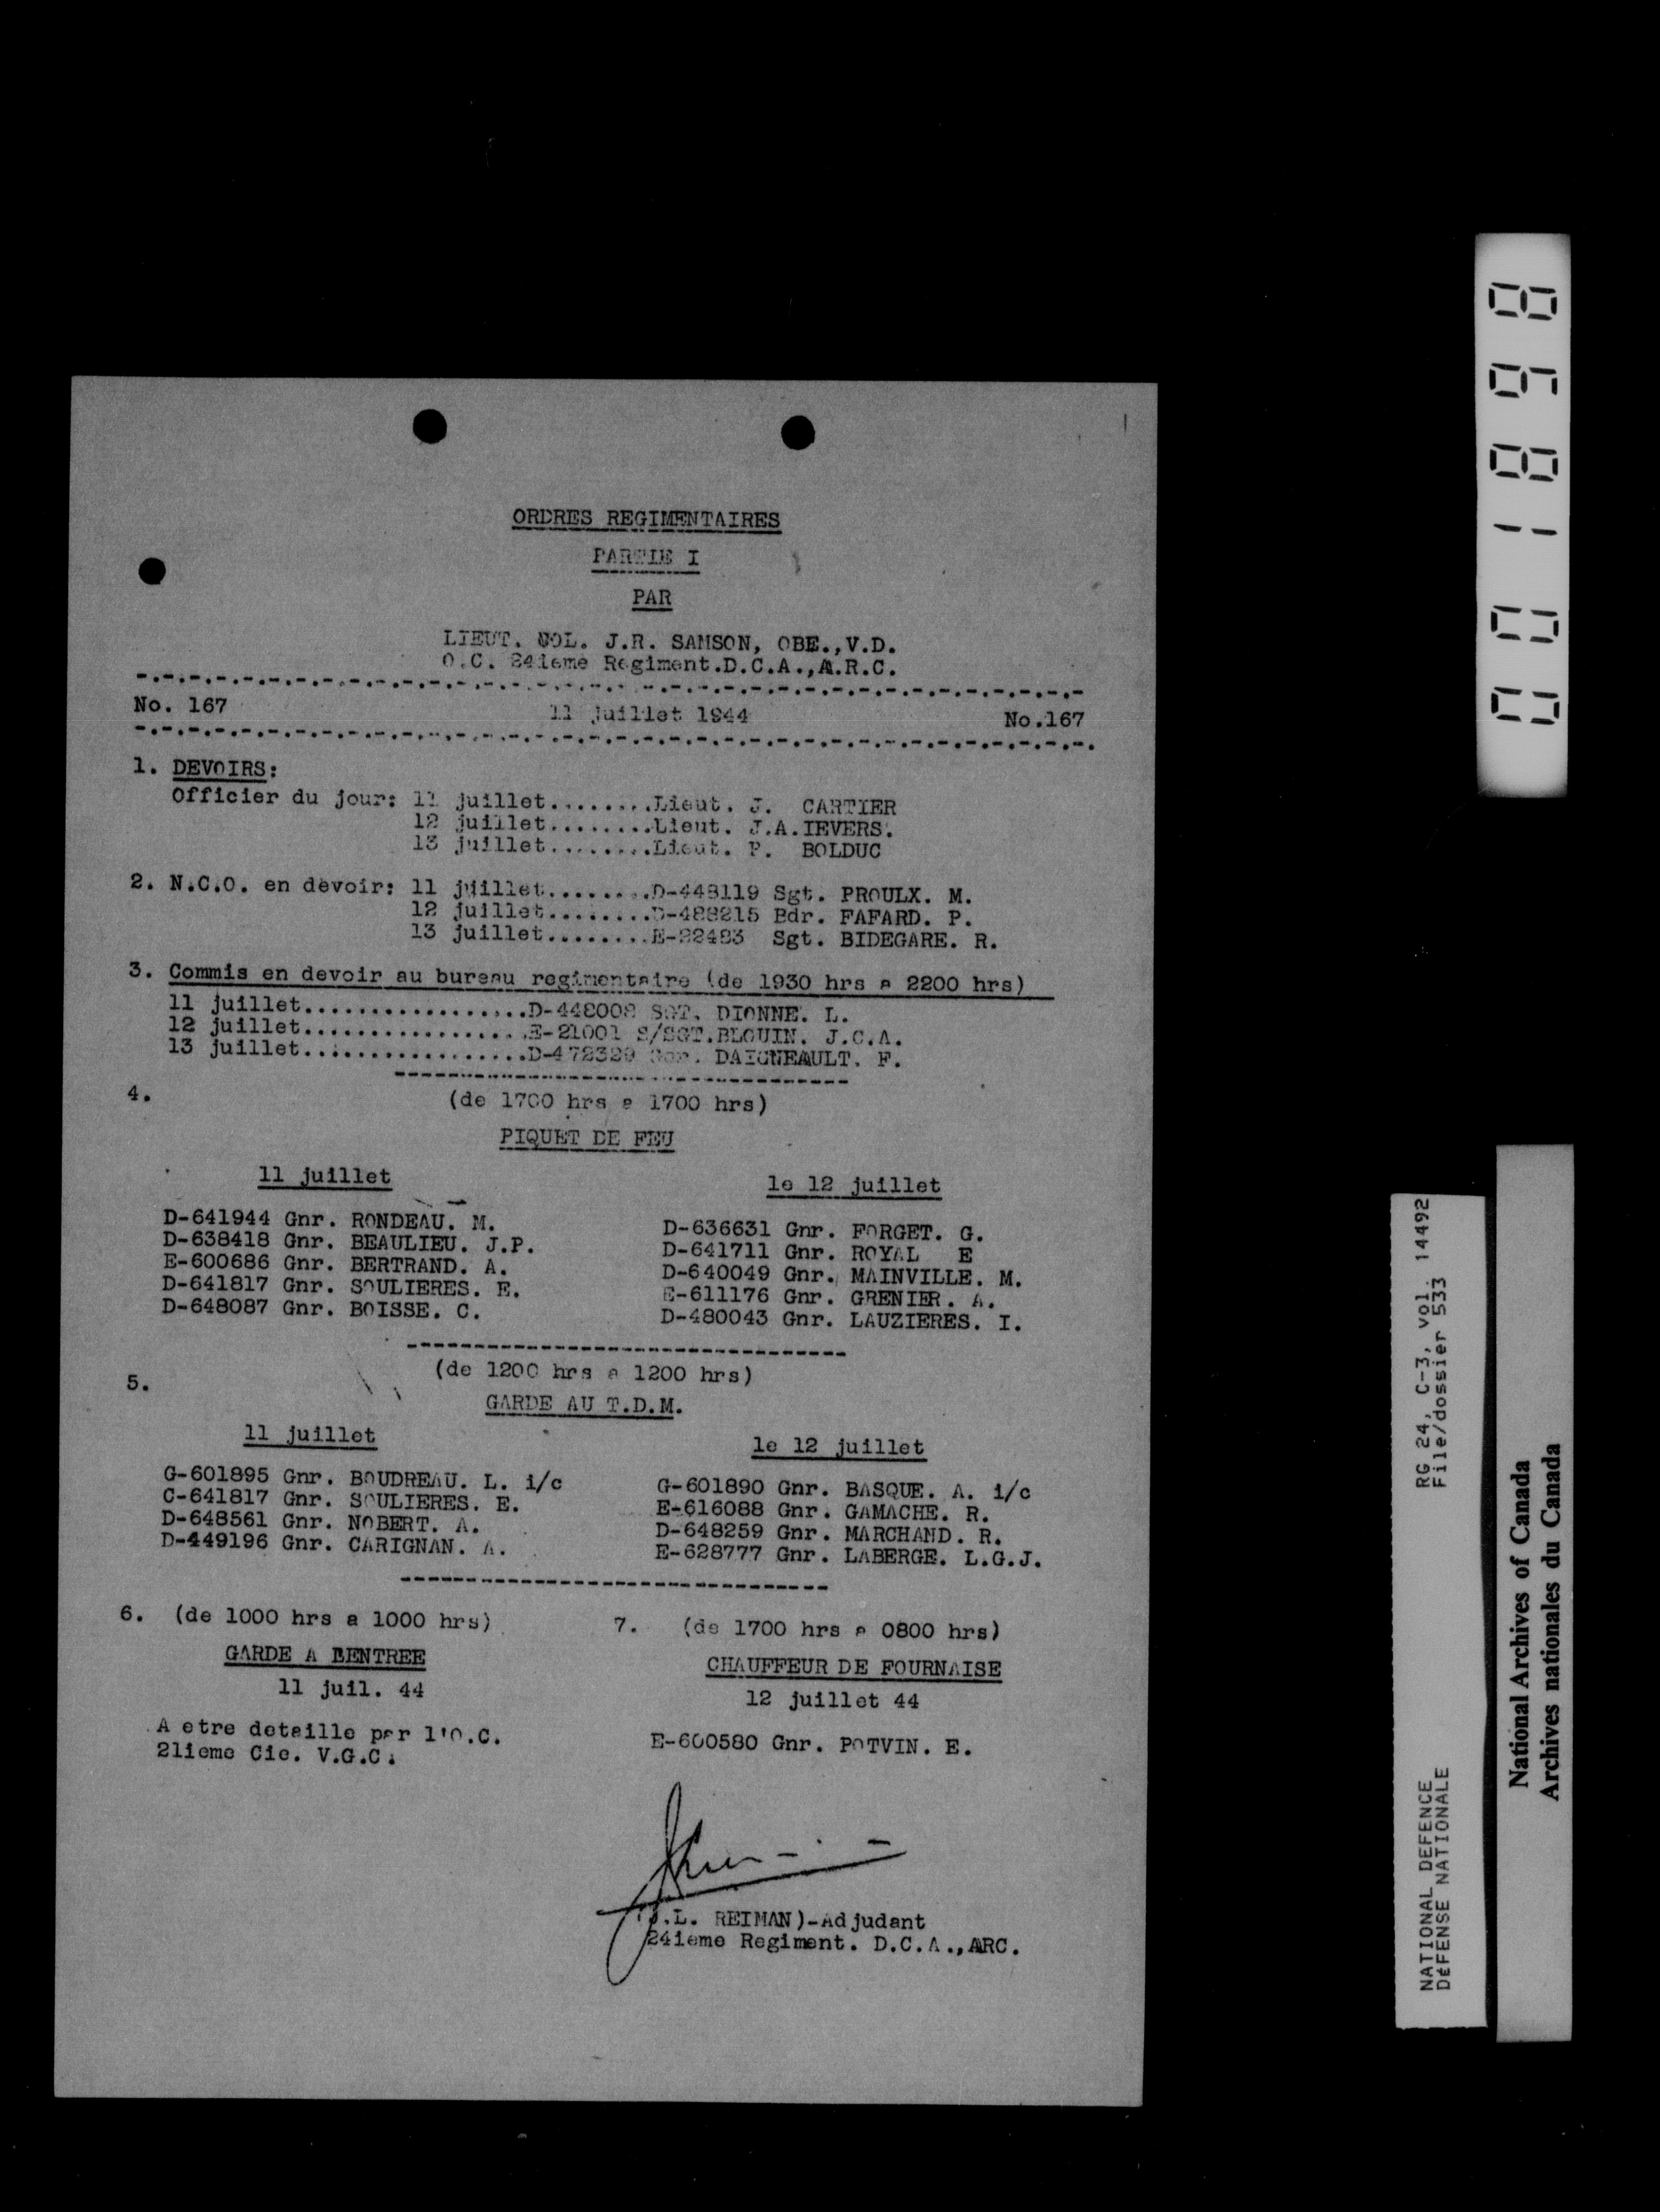 ORDRES REGIMENTAIRES
PARTIE I
PAR
LIEUT. COL. J.R. SAMSON, OBE.,V.D.
O.C. 24ieme Regiment.D.C.A.,A.R.C.
No. 167 11 juillet 1944 No.167
1. DEVOIRS:
Officier du jour: 11 juillet........Lieut. J. CARTIER
12 juillet........Lieut. J.A.IEVERS.
13 juillet........Lieut. P. BOLDUC
2. N.C.O. en devoir: 11 juillet........D-448119 Sgt. PROULX. M.
12 juillet........D-488215 Bdr. FAFARD. P.
13 juillet........E-22483 Sgt. BIDEGARE. R.
3. Commis en devoir au bureau regimentaire (de 1930 hrs a 2200 hrs)
11 juillet.................D-448008 SGT. DIONNE. L.
12 juillet.................E-21001 S/SGT.BLOUIN. J.C.A.
13 juillet.................D-472329 Gnr. DAIGNEAULT. F.
4. (de 1700 hrs a 1700 hrs)
PIQUET DE FEU
11 juillet
D-641944 Gnr. RONDEAU. M.
D-638418 Gnr. BEAULIEU. J.P.
E-600686 Gnr. BERTRAND. A.
D-641817 Gnr. SOULIERES. E.
D-648087 Gnr. BOISSE. C.
le 12 juillet
D-636631 Gnr. FORGET. G.
D-641711 Gnr. ROYAL E
D-640049 Gnr. MAINVILLE. M.
E-611176 Gnr. GRENIER. A.
D-480043 Gnr. LAUZIERES. I.
5. (de 1200 hrs a 1200 hrs)
GARDE AU T.D.M.
11 juillet
G-601895 Gnr. BOUDREAU. L. i/c
C-641817 Gnr. SOULIERES. E.
D-648561 Gnr. NOBERT. A.
D-449196 Gnr. CARIGNAN. A.
le 12 juillet
G-601890 Gnr. BASQUE. A. i/c
E-616088 Gnr. GAMACHE. R.
D-648259 Gnr. MARCHAND. R.
E-628777 Gnr. LABERGE. L.G.J.
6. (de 1000 hrs a 1000 hrs)
GARDE A LENTREE
11 juil. 44
A etre detaille par l'O.C.
21ieme Cie. V.G.C.
7. (de 1700 hrs a 0800 hrs)
CHAUFFEUR DE FOURNAISE
12 juillet 44
E-600580 Gnr. POTVIN. E.
(J.L. REIMAN)-Adjudant
24ieme Regiment. D.C.A.,ARC.
001898
RG 24, C-3, vol. 14492
File/dossier 533
NATIONAL DEFENCE
DÉFENSE NATIONALE
National Archives of Canada
Archives nationales du Canada